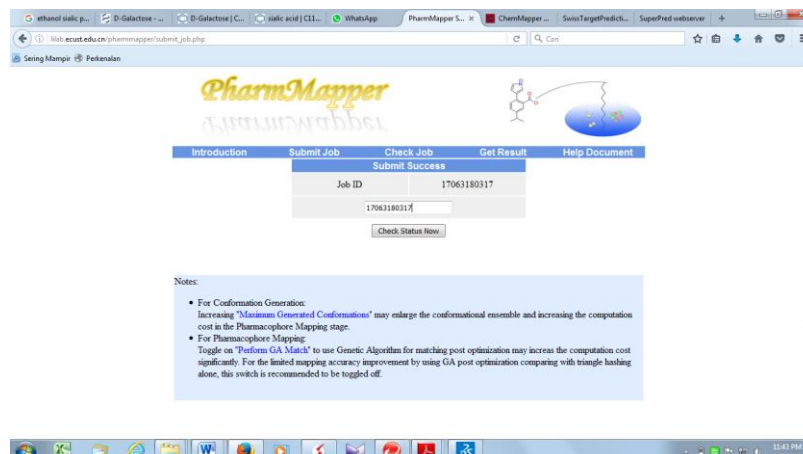 ethanol sialic p...
D-Galactose - ...
D-Galactose | C...
sialic acid | C11...
WhatsApp
PharmMapper S...
ChemMapper ...
SwissTargetPredicti...
SuperPred webserver
lilab.ecust.edu.cn/pharmmapper/submit_job.php
Cari
Sering Mampir
Perkenalan
PharmMapper
Introduction
Submit Job
Check Job
Get Result
Help Document
Submit Success
Job ID
17063180317
17063180317
Check Status Now
Notes:
For Conformation Generation:
Increasing "Maximum Generated Conformations" may enlarge the conformational ensemble and increasing the computation
cost in the Pharmacophore Mapping stage.
For Pharmacophore Mapping:
Toggle on "Perform GA Match" to use Genetic Algorithm for matching post optimization may increas the computation cost
significantly. For the limited mapping accuracy improvement by using GA post optimization comparing with triangle hashing
alone, this switch is recommended to be toggled off.
11:43 PM